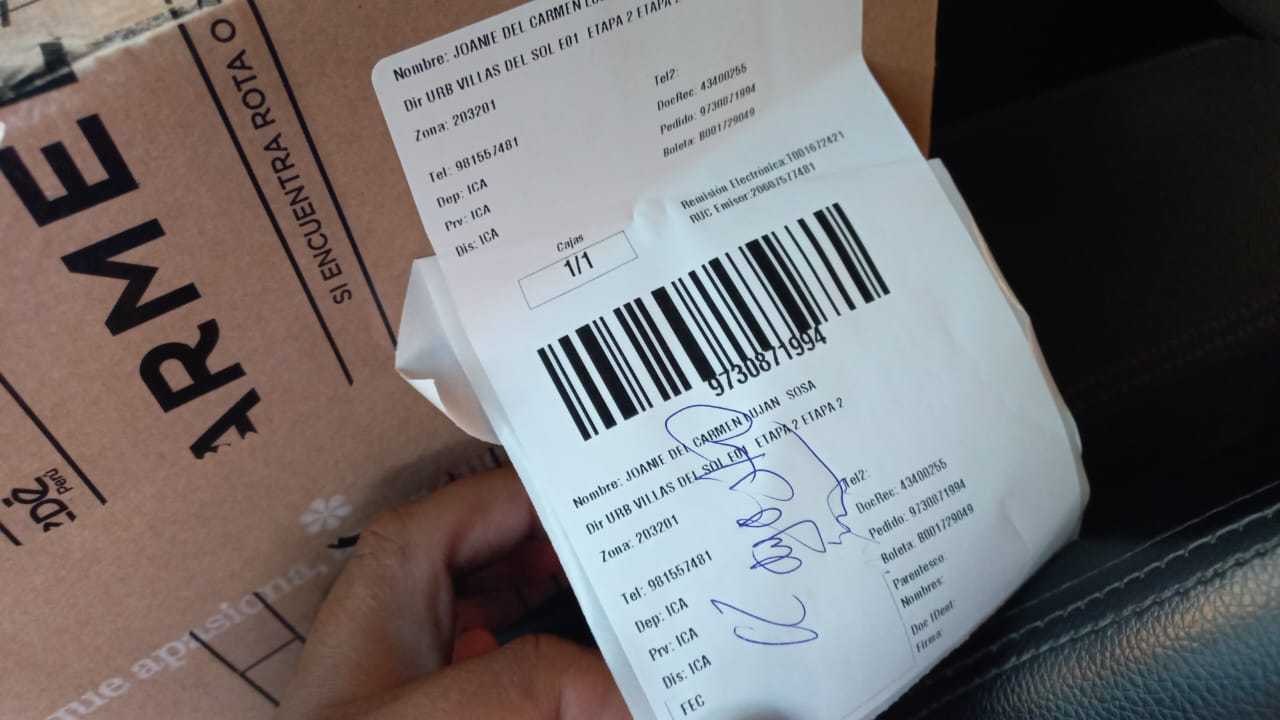 ARME
SI ENCUENTRA ROTA O
Perú
ue apasiona,
Nombre: JOANIE DEL CARMEN
Dir URB VILLAS DEL SOL E01 ETAPA 2 ETAPA 2
Zona: 203201
Tel: 981557481
Dep: ICA
Prv: ICA
Dis: ICA
Tel2:
DocRec: 43400255
Pedido: 9730871994
Boleta: B001729049
Remisión Electrónica:T001672421
RUC Emisor:20607577481
Cajas
1/1
9730871994
Nombre: JOANIE DEL CARMEN LUJAN SOSA
Dir URB VILLAS DEL SOL E01 ETAPA 2 ETAPA 2
Zona: 203201
Tel: 981557481
Dep: ICA
Prv: ICA
Dis: ICA
FEC
Tel2:
DocRec: 43400255
Pedido: 9730871994
Boleta: B001729049
Parentesco:
Nombres:
Doc IDent:
Firma: